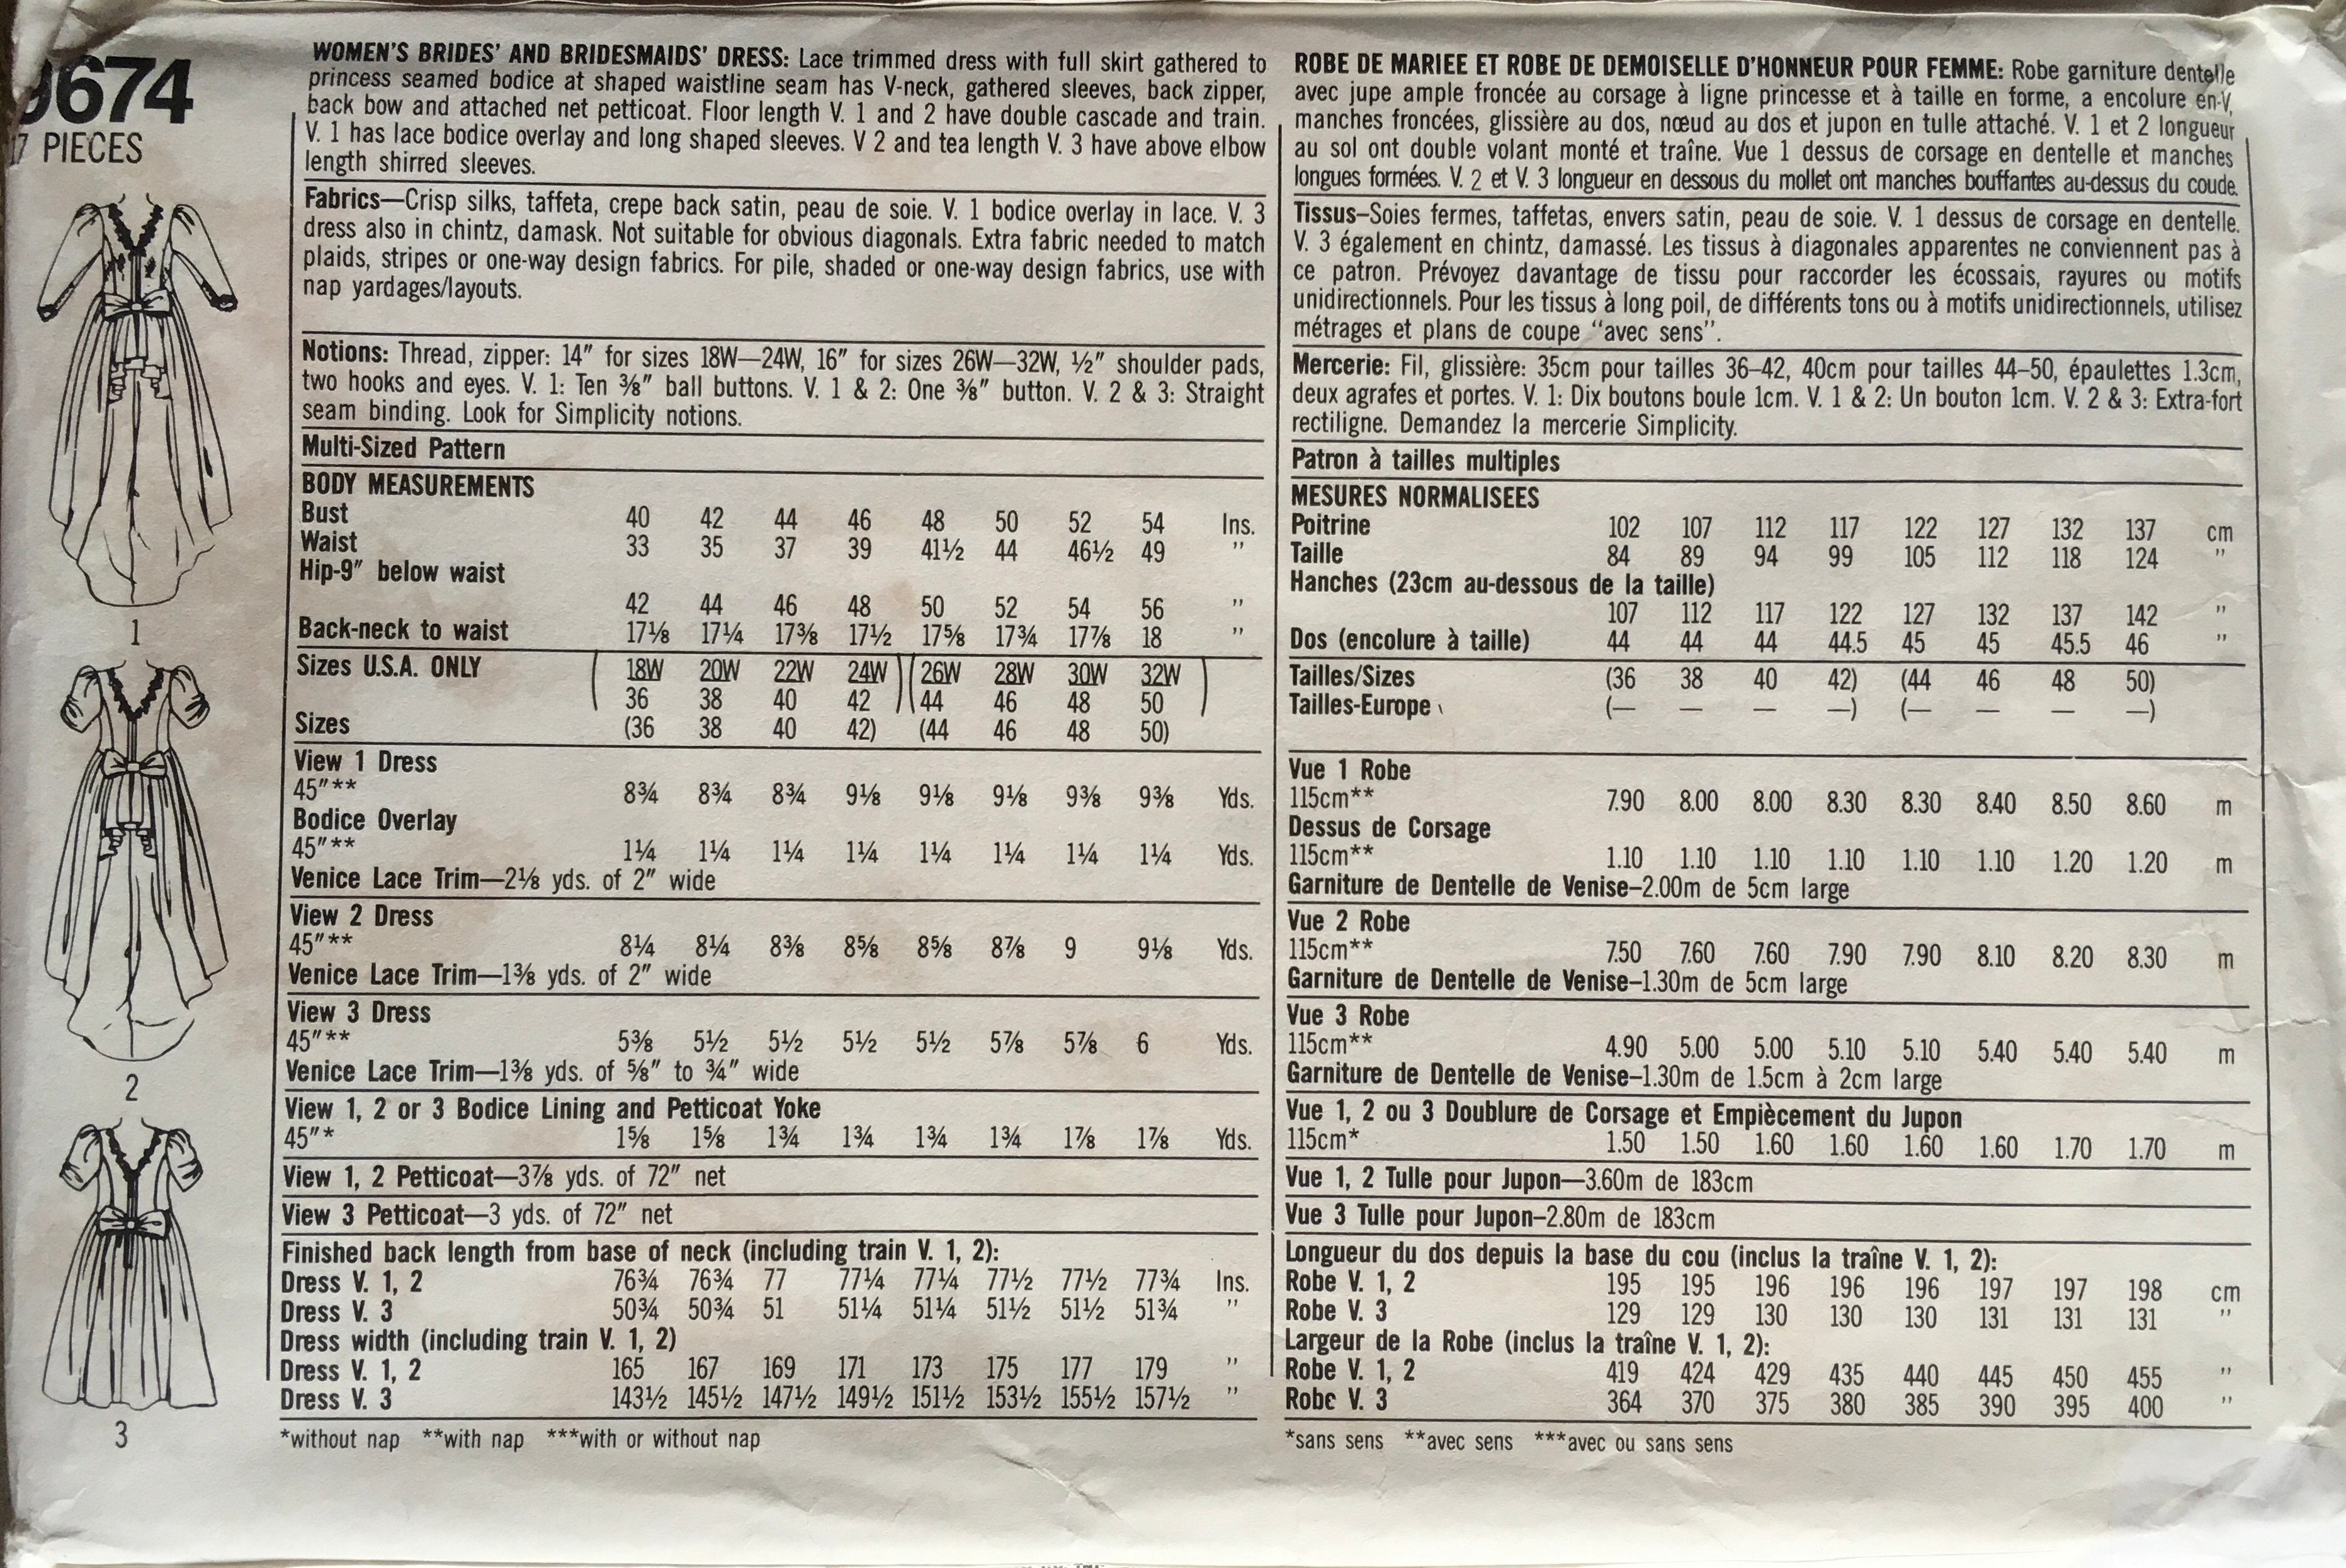 9674
17 PIECES
1
2
3
WOMEN'S BRIDES' AND BRIDESMAIDS' DRESS: Lace trimmed dress with full skirt gathered to
princess seamed bodice at shaped waistline seam has V-neck, gathered sleeves, back zipper,
back bow and attached net petticoat. Floor length V. 1 and 2 have double cascade and train.
V. 1 has lace bodice overlay and long shaped sleeves. V 2 and tea length V. 3 have above elbow
length shirred sleeves.
Fabrics—Crisp silks, taffeta, crepe back satin, peau de soie. V. 1 bodice overlay in lace. V. 3
dress also in chintz, damask. Not suitable for obvious diagonals. Extra fabric needed to match
plaids, stripes or one-way design fabrics. For pile, shaded or one-way design fabrics, use with
nap yardages/layouts.
Notions: Thread, zipper: 14" for sizes 18W—24W, 16" for sizes 26W—32W, ½" shoulder pads,
two hooks and eyes. V. 1: Ten ⅜" ball buttons. V. 1 & 2: One ⅜" button. V. 2 & 3: Straight
seam binding. Look for Simplicity notions.
Multi-Sized Pattern
BODY MEASUREMENTS
Bust 40 42 44 46 48 50 52 54 Ins.
Waist 33 35 37 39 41½ 44 46½ 49 "
Hip-9" below waist
42 44 46 48 50 52 54 56 "
Back-neck to waist 17⅛ 17¼ 17⅜ 17½ 17⅝ 17¾ 17⅞ 18 "
Sizes U.S.A. ONLY (18W 20W 22W 24W) (26W 28W 30W 32W)
36 38 40 42 44 46 48 50
Sizes (36 38 40 42) (44 46 48 50)
View 1 Dress
45"** 8¾ 8¾ 8¾ 9⅛ 9⅛ 9⅛ 9⅜ 9⅜ Yds.
Bodice Overlay
45"** 1¼ 1¼ 1¼ 1¼ 1¼ 1¼ 1¼ 1¼ Yds.
Venice Lace Trim—2⅛ yds. of 2" wide
View 2 Dress
45"** 8¼ 8¼ 8⅜ 8⅝ 8⅝ 8⅞ 9 9⅛ Yds.
Venice Lace Trim—1⅜ yds. of 2" wide
View 3 Dress
45"** 5⅜ 5½ 5½ 5½ 5½ 5⅞ 5⅞ 6 Yds.
Venice Lace Trim—1⅜ yds. of ⅝" to ¾" wide
View 1, 2 or 3 Bodice Lining and Petticoat Yoke
45"* 1⅝ 1⅝ 1¾ 1¾ 1¾ 1¾ 1⅞ 1⅞ Yds.
View 1, 2 Petticoat—3⅞ yds. of 72" net
View 3 Petticoat—3 yds. of 72" net
Finished back length from base of neck (including train V. 1, 2):
Dress V. 1, 2 76¾ 76¾ 77 77¼ 77¼ 77½ 77½ 77¾ Ins.
Dress V. 3 50¾ 50¾ 51 51¼ 51¼ 51½ 51½ 51¾ "
Dress width (including train V. 1, 2)
Dress V. 1, 2 165 167 169 171 173 175 177 179 "
Dress V. 3 143½ 145½ 147½ 149½ 151½ 153½ 155½ 157½ "
*without nap **with nap ***with or without nap
ROBE DE MARIEE ET ROBE DE DEMOISELLE D'HONNEUR POUR FEMME: Robe garniture dentelle
avec jupe ample froncée au corsage à ligne princesse et à taille en forme, a encolure en-V,
manches froncées, glissière au dos, nœud au dos et jupon en tulle attaché. V. 1 et 2 longueur
au sol ont double volant monté et traîne. Vue 1 dessus de corsage en dentelle et manches
longues formées. V. 2 et V. 3 longueur en dessous du mollet ont manches bouffantes au-dessus du coude.
Tissus–Soies fermes, taffetas, envers satin, peau de soie. V. 1 dessus de corsage en dentelle.
V. 3 également en chintz, damassé. Les tissus à diagonales apparentes ne conviennent pas à
ce patron. Prévoyez davantage de tissu pour raccorder les écossais, rayures ou motifs
unidirectionnels. Pour les tissus à long poil, de différents tons ou à motifs unidirectionnels, utilisez
métrages et plans de coupe "avec sens".
Mercerie: Fil, glissière: 35cm pour tailles 36–42, 40cm pour tailles 44–50, épaulettes 1.3cm,
deux agrafes et portes. V. 1: Dix boutons boule 1cm. V. 1 & 2: Un bouton 1cm. V. 2 & 3: Extra-fort
rectiligne. Demandez la mercerie Simplicity.
Patron à tailles multiples
MESURES NORMALISEES
Poitrine 102 107 112 117 122 127 132 137 cm
Taille 84 89 94 99 105 112 118 124 "
Hanches (23cm au-dessous de la taille)
107 112 117 122 127 132 137 142 "
Dos (encolure à taille) 44 44 44 44.5 45 45 45.5 46 "
Tailles/Sizes (36 38 40 42) (44 46 48 50)
Tailles-Europe (— — — —) (— — — —)
Vue 1 Robe
115cm** 7.90 8.00 8.00 8.30 8.30 8.40 8.50 8.60 m
Dessus de Corsage
115cm** 1.10 1.10 1.10 1.10 1.10 1.10 1.20 1.20 m
Garniture de Dentelle de Venise–2.00m de 5cm large
Vue 2 Robe
115cm** 7.50 7.60 7.60 7.90 7.90 8.10 8.20 8.30 m
Garniture de Dentelle de Venise–1.30m de 5cm large
Vue 3 Robe
115cm** 4.90 5.00 5.00 5.10 5.10 5.40 5.40 5.40 m
Garniture de Dentelle de Venise–1.30m de 1.5cm à 2cm large
Vue 1, 2 ou 3 Doublure de Corsage et Empiècement du Jupon
115cm* 1.50 1.50 1.60 1.60 1.60 1.60 1.70 1.70 m
Vue 1, 2 Tulle pour Jupon—3.60m de 183cm
Vue 3 Tulle pour Jupon–2.80m de 183cm
Longueur du dos depuis la base du cou (inclus la traîne V. 1, 2):
Robe V. 1, 2 195 195 196 196 196 197 197 198 cm
Robe V. 3 129 129 130 130 130 131 131 131 "
Largeur de la Robe (inclus la traîne V. 1, 2):
Robe V. 1, 2 419 424 429 435 440 445 450 455 "
Robe V. 3 364 370 375 380 385 390 395 400 "
*sans sens **avec sens ***avec ou sans sens